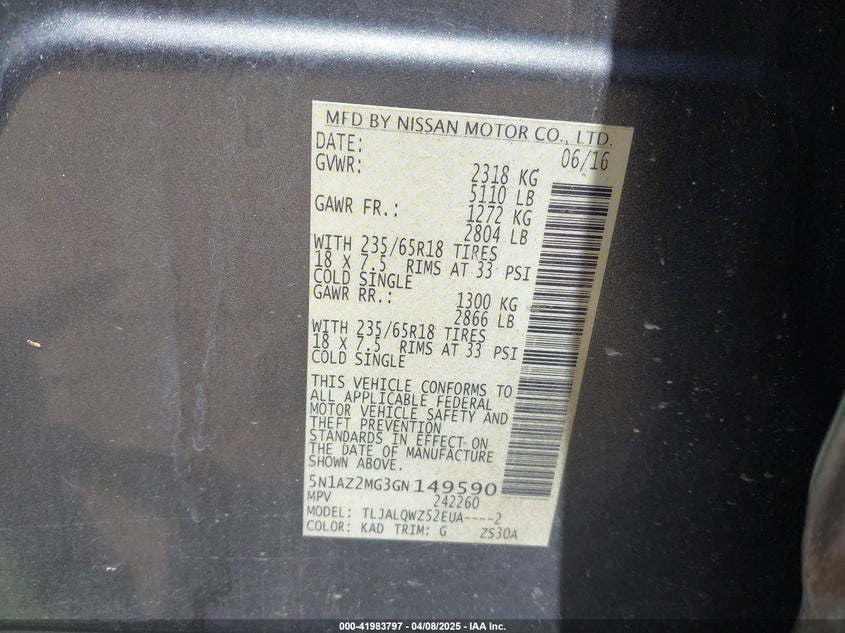 MFD BY NISSAN MOTOR CO., LTD.
DATE: 06/16
GVWR: 2318 KG
5110 LB
GAWR FR.: 1272 KG
2804 LB
WITH 235/65R18 TIRES
18 X 7.5 RIMS AT 33 PSI
COLD SINGLE
GAWR RR.: 1300 KG
2866 LB
WITH 235/65R18 TIRES
18 X 7.5 RIMS AT 33 PSI
COLD SINGLE
THIS VEHICLE CONFORMS TO
ALL APPLICABLE FEDERAL
MOTOR VEHICLE SAFETY AND
THEFT PREVENTION
STANDARDS IN EFFECT ON
THE DATE OF MANUFACTURE
SHOWN ABOVE.
5N1AZ2MG3GN149590
MPV 242260
MODEL: TLJALQWZ52EUA----2
COLOR: KAD TRIM: G ZS30A
000-41983797 - 04/08/2025 - IAA Inc.